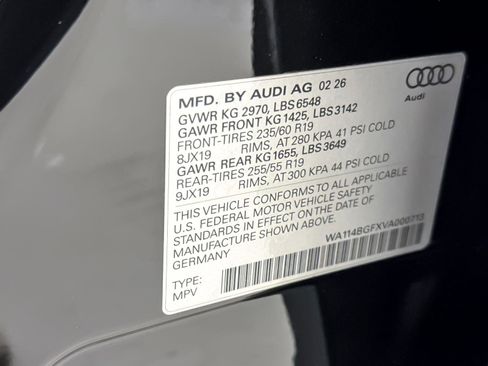 MFD. BY AUDI AG 02 26
GVWR KG 2970, LBS 6548
GAWR FRONT KG 1425, LBS 3142
FRONT-TIRES 235/60 R19
8JX19 RIMS, AT 280 KPA 41 PSI COLD
GAWR REAR KG 1655, LBS 3649
REAR-TIRES 255/55 R19
9JX19 RIMS, AT 300 KPA 44 PSI COLD
THIS VEHICLE CONFORMS TO ALL APPLICABLE
U.S. FEDERAL MOTOR VEHICLE SAFETY
STANDARDS IN EFFECT ON THE DATE OF
MANUFACTURE SHOWN ABOVE.
GERMANY
WA114BGFXVA000713
TYPE:
MPV
Audi